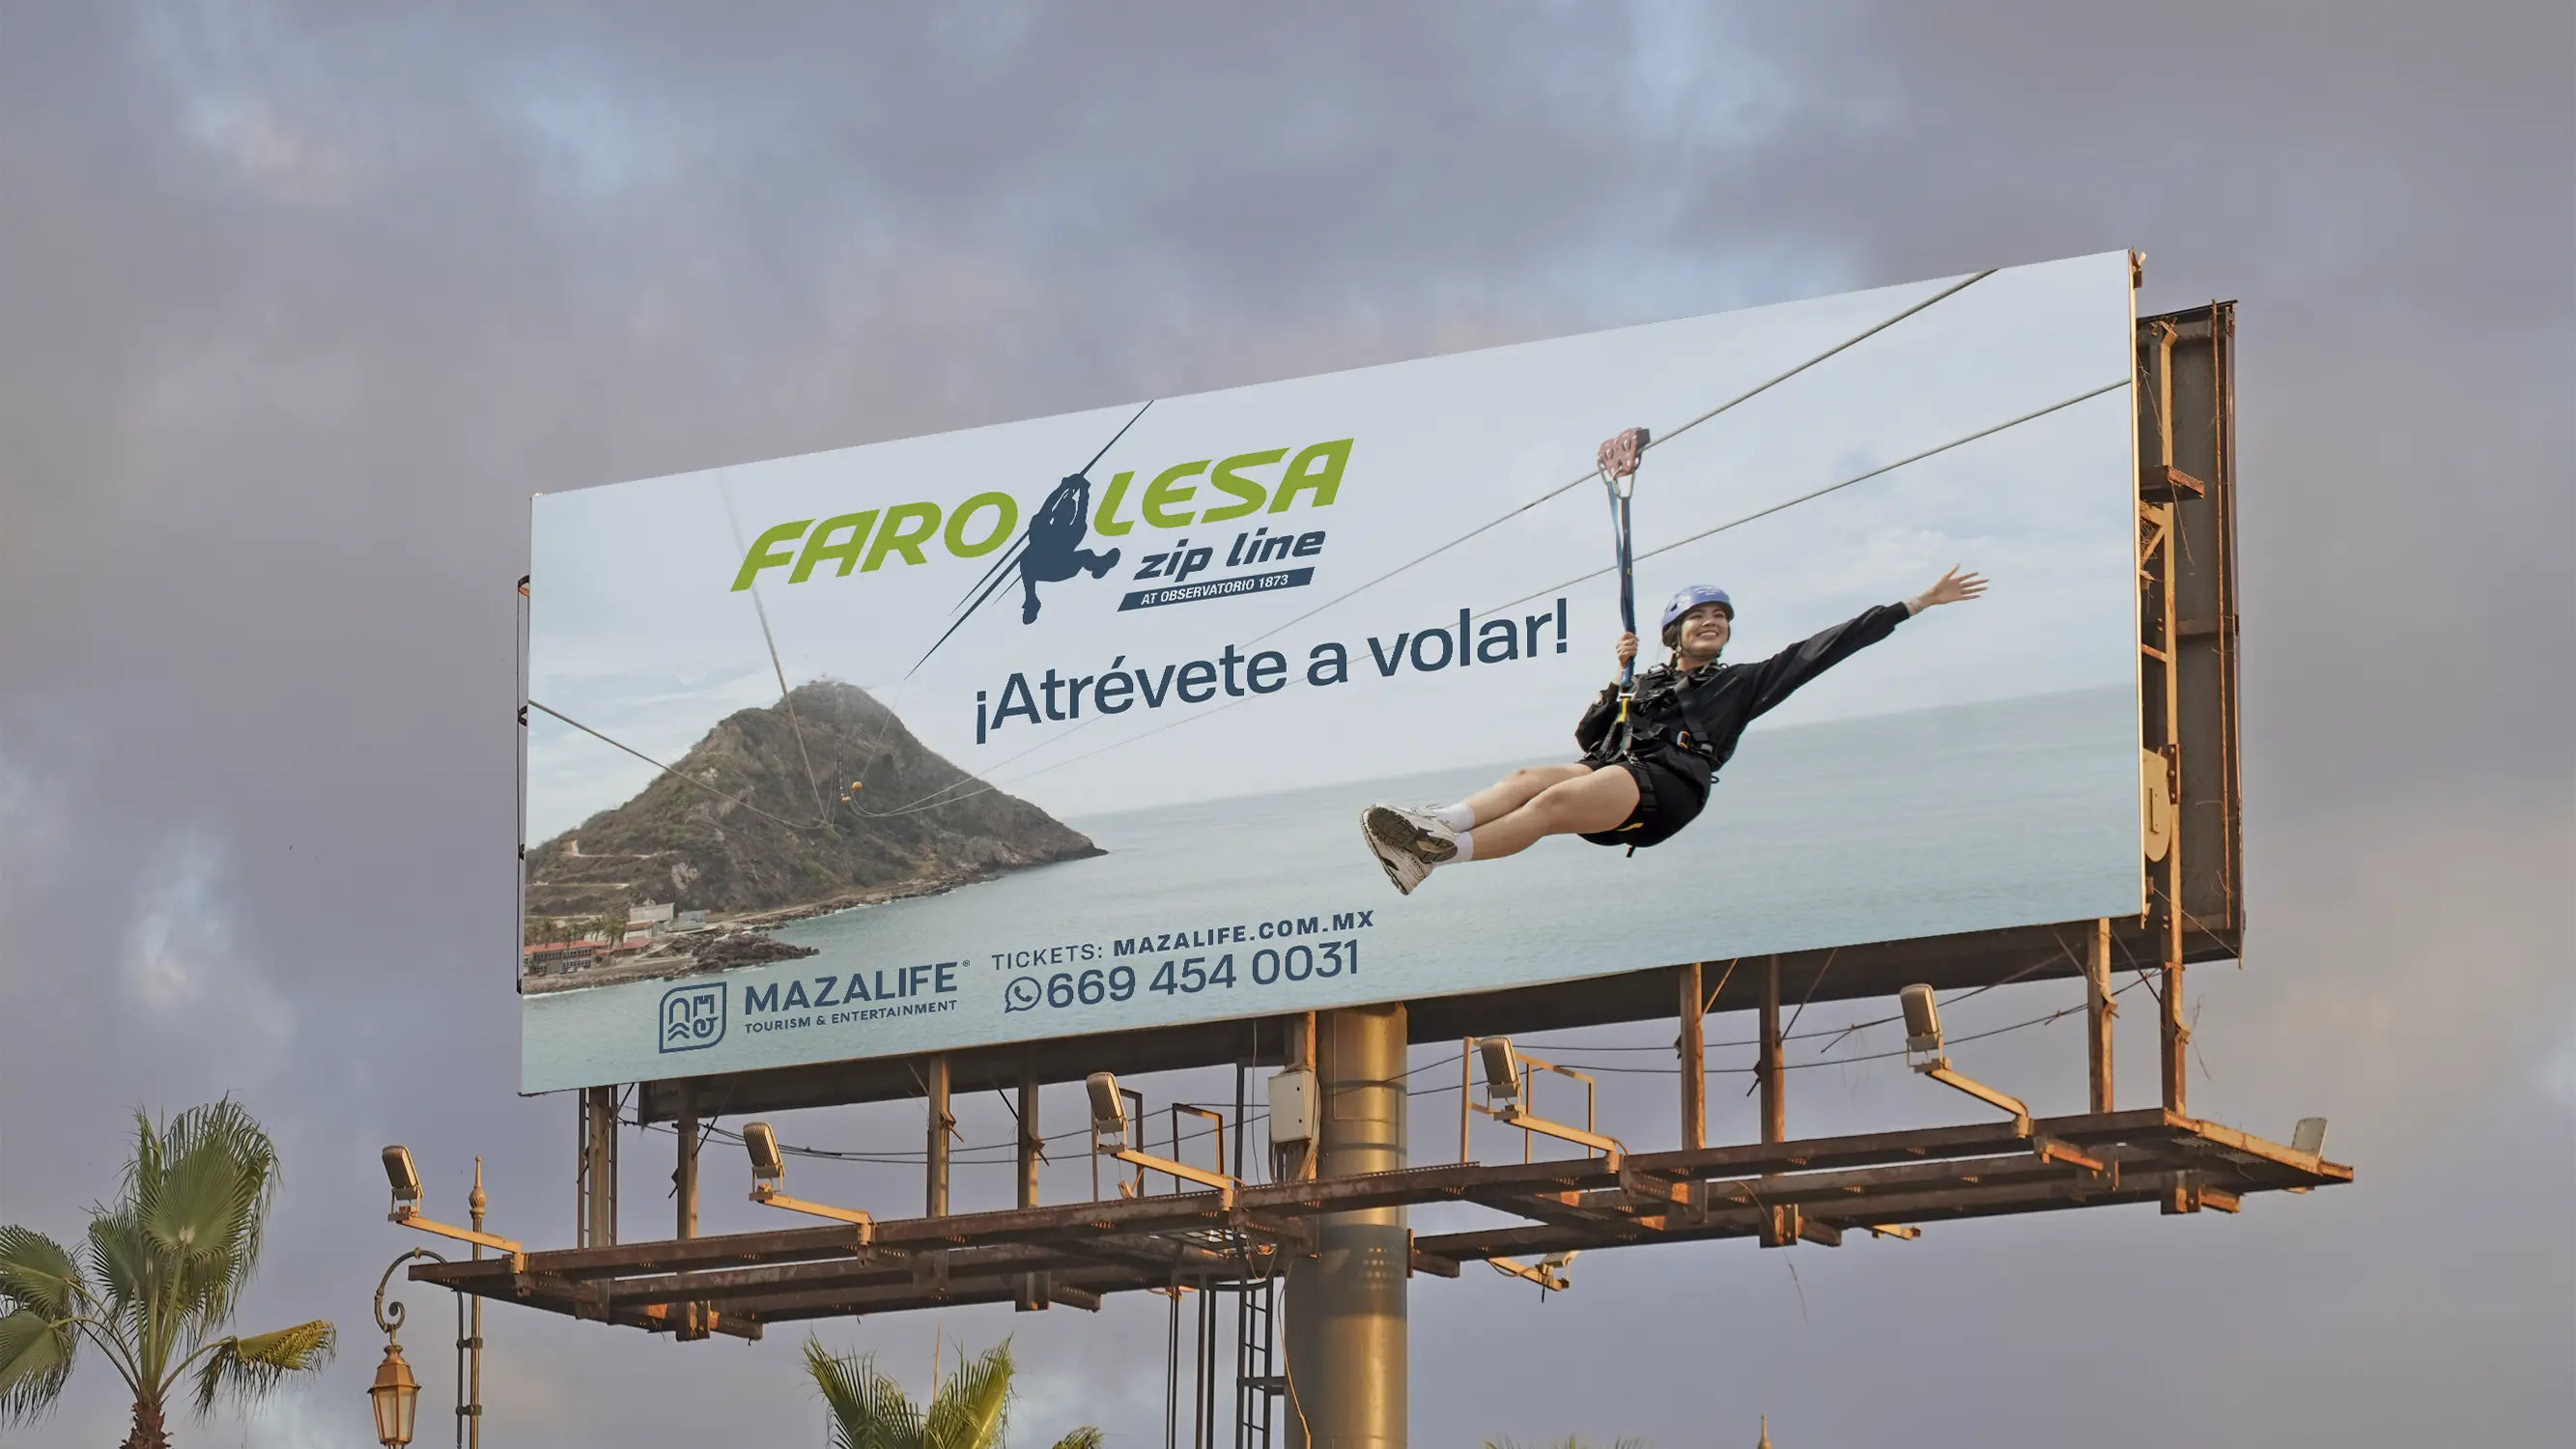 FAROLESA
zip line
AT OBSERVATORIO 1873
¡Atrévete a volar!
TICKETS: MAZALIFE.COM.MX
669 454 0031
MAZALIFE®
TOURISM & ENTERTAINMENT